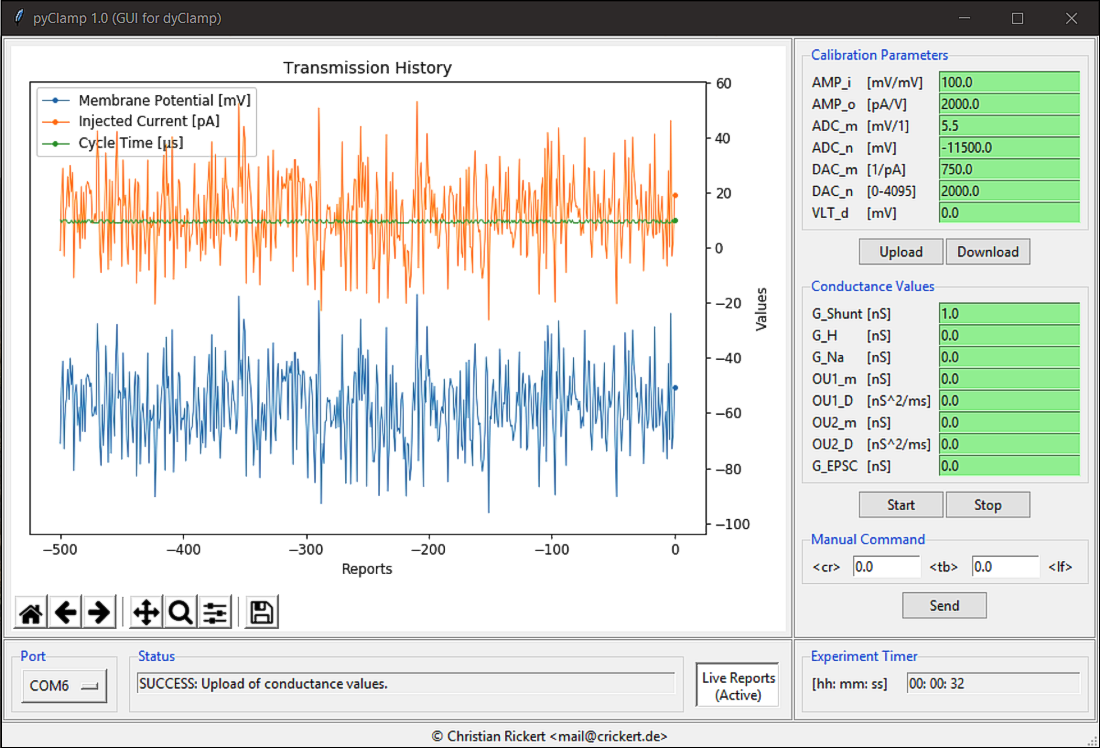 pyClamp 1.0 (GUI for dyClamp)
Transmission History
Membrane Potential [mV]
Injected Current [pA]
Cycle Time [µs]
60
40
20
0
−20
−40
−60
−80
−100
Values
−500 −400 −300 −200 −100 0
Reports
Calibration Parameters
AMP_i [mV/mV] 100.0
AMP_o [pA/V] 2000.0
ADC_m [mV/1] 5.5
ADC_n [mV] -11500.0
DAC_m [1/pA] 750.0
DAC_n [0-4095] 2000.0
VLT_d [mV] 0.0
Upload Download
Conductance Values
G_Shunt [nS] 1.0
G_H [nS] 0.0
G_Na [nS] 0.0
OU1_m [nS] 0.0
OU1_D [nS^2/ms] 0.0
OU2_m [nS] 0.0
OU2_D [nS^2/ms] 0.0
G_EPSC [nS] 0.0
Start Stop
Manual Command
<cr> 0.0 <tb> 0.0 <lf>
Send
Port
COM6
Status
SUCCESS: Upload of conductance values.
Live Reports
(Active)
Experiment Timer
[hh: mm: ss] 00: 00: 32
© Christian Rickert <mail@crickert.de>